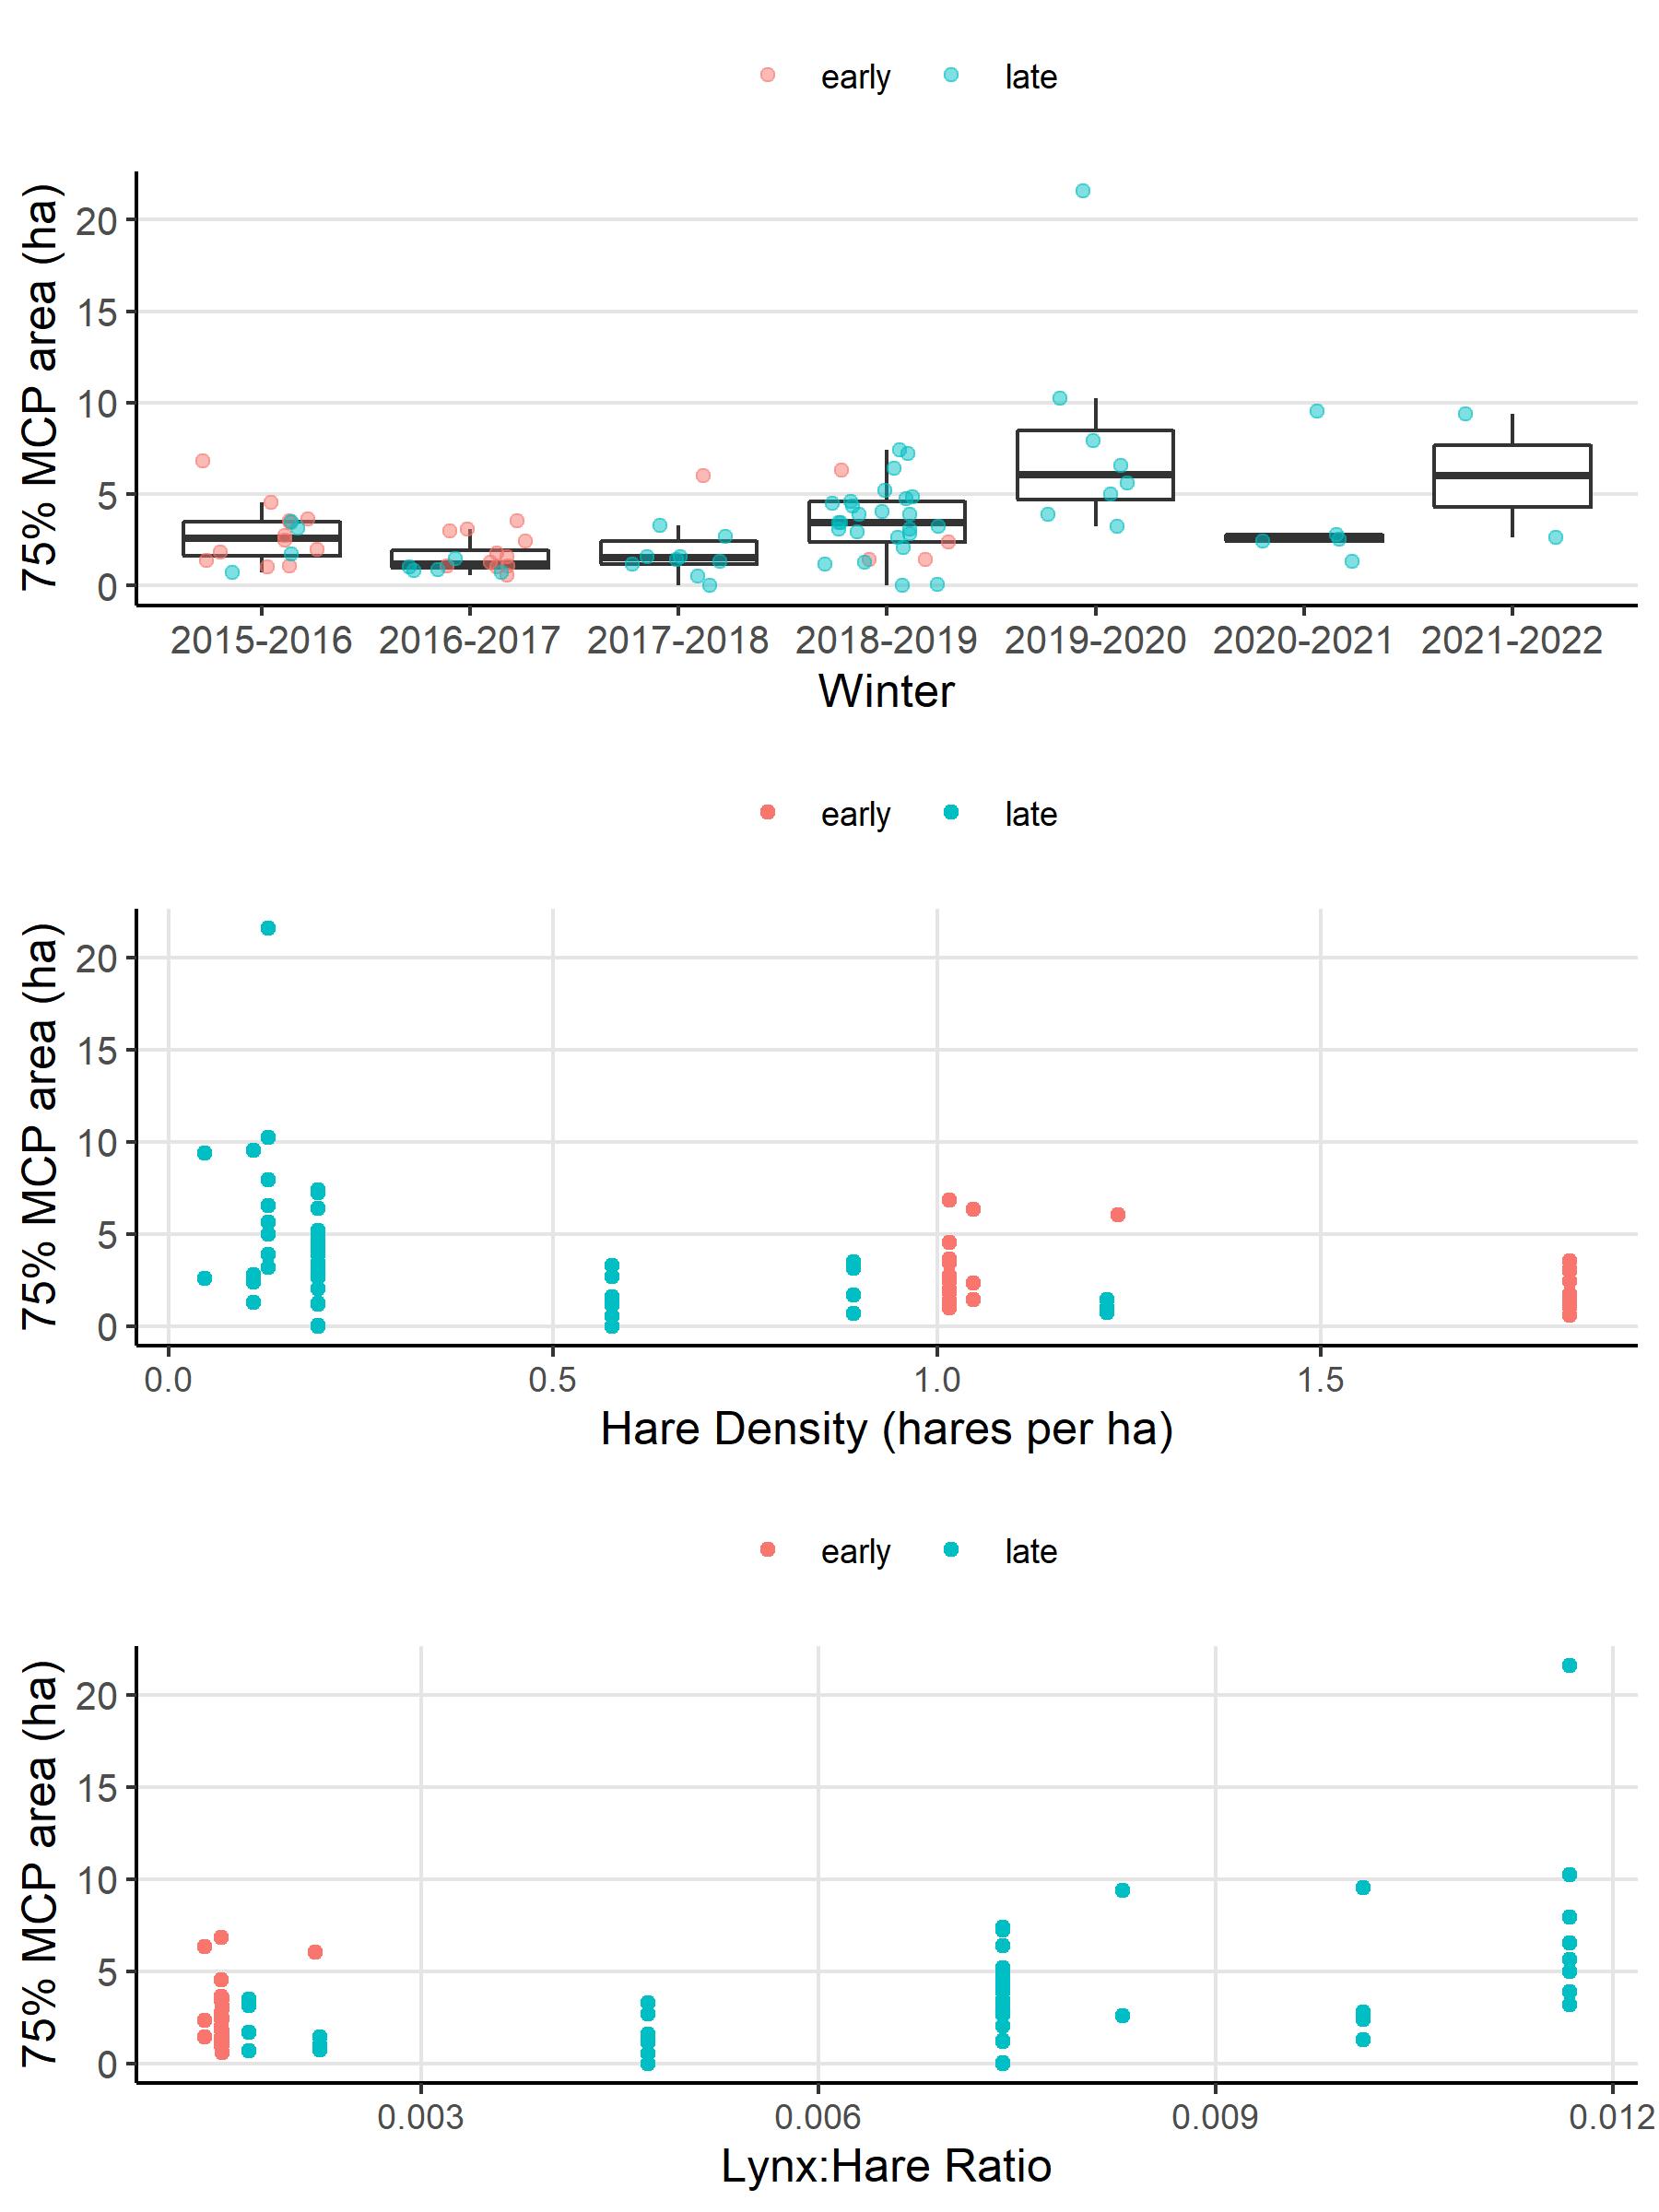 early late
75% MCP area (ha)
20
15
10
5
0
2015-2016 2016-2017 2017-2018 2018-2019 2019-2020 2020-2021 2021-2022
Winter
early late
75% MCP area (ha)
20
15
10
5
0
0.0 0.5 1.0 1.5
Hare Density (hares per ha)
early late
75% MCP area (ha)
20
15
10
5
0
0.003 0.006 0.009 0.012
Lynx:Hare Ratio